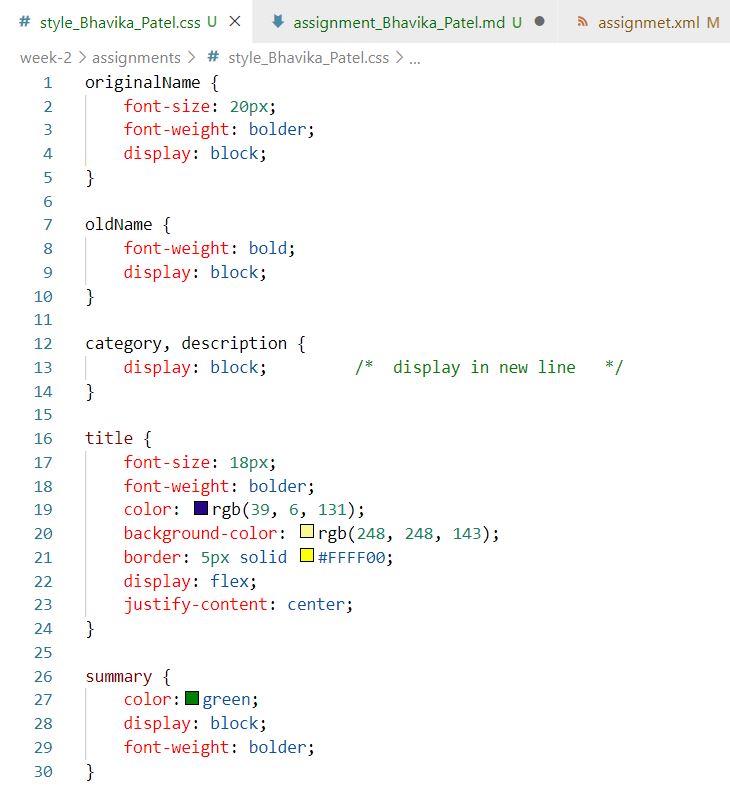 # style_Bhavika_Patel.css U × assignment_Bhavika_Patel.md U ● assignmet.xml M
week-2 > assignments > # style_Bhavika_Patel.css > ...
1 originalName {
2 font-size: 20px;
3 font-weight: bolder;
4 display: block;
5 }
6
7 oldName {
8 font-weight: bold;
9 display: block;
10 }
11
12 category, description {
13 display: block; /* display in new line */
14 }
15
16 title {
17 font-size: 18px;
18 font-weight: bolder;
19 color: rgb(39, 6, 131);
20 background-color: rgb(248, 248, 143);
21 border: 5px solid #FFFF00;
22 display: flex;
23 justify-content: center;
24 }
25
26 summary {
27 color: green;
28 display: block;
29 font-weight: bolder;
30 }